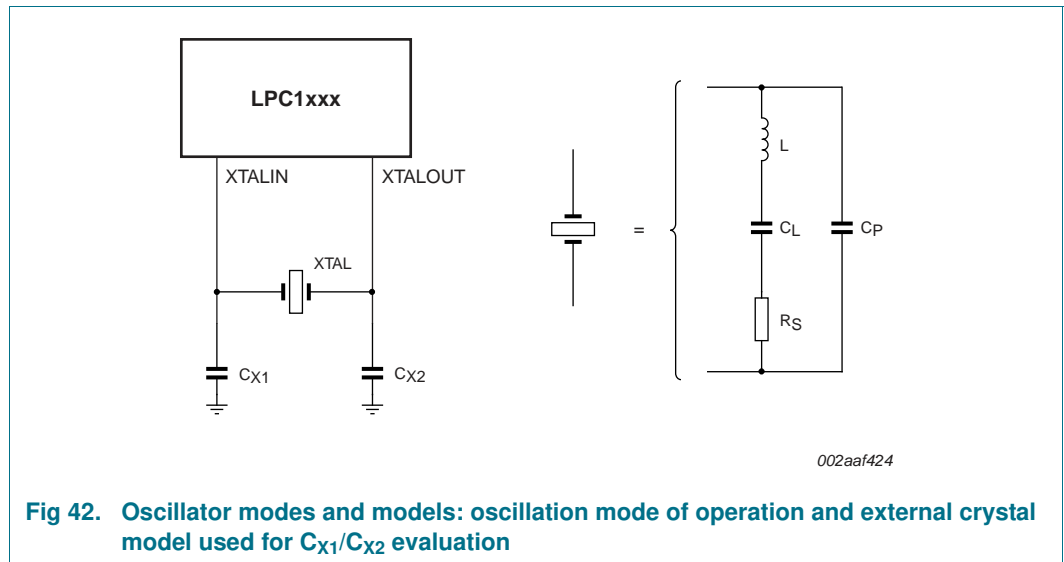 LPC1xxx
XTALIN
XTALOUT
XTAL
CX1
CX2
=
L
CL
CP
RS
002aaf424
Fig 42. Oscillator modes and models: oscillation mode of operation and external crystal
model used for CX1/CX2 evaluation